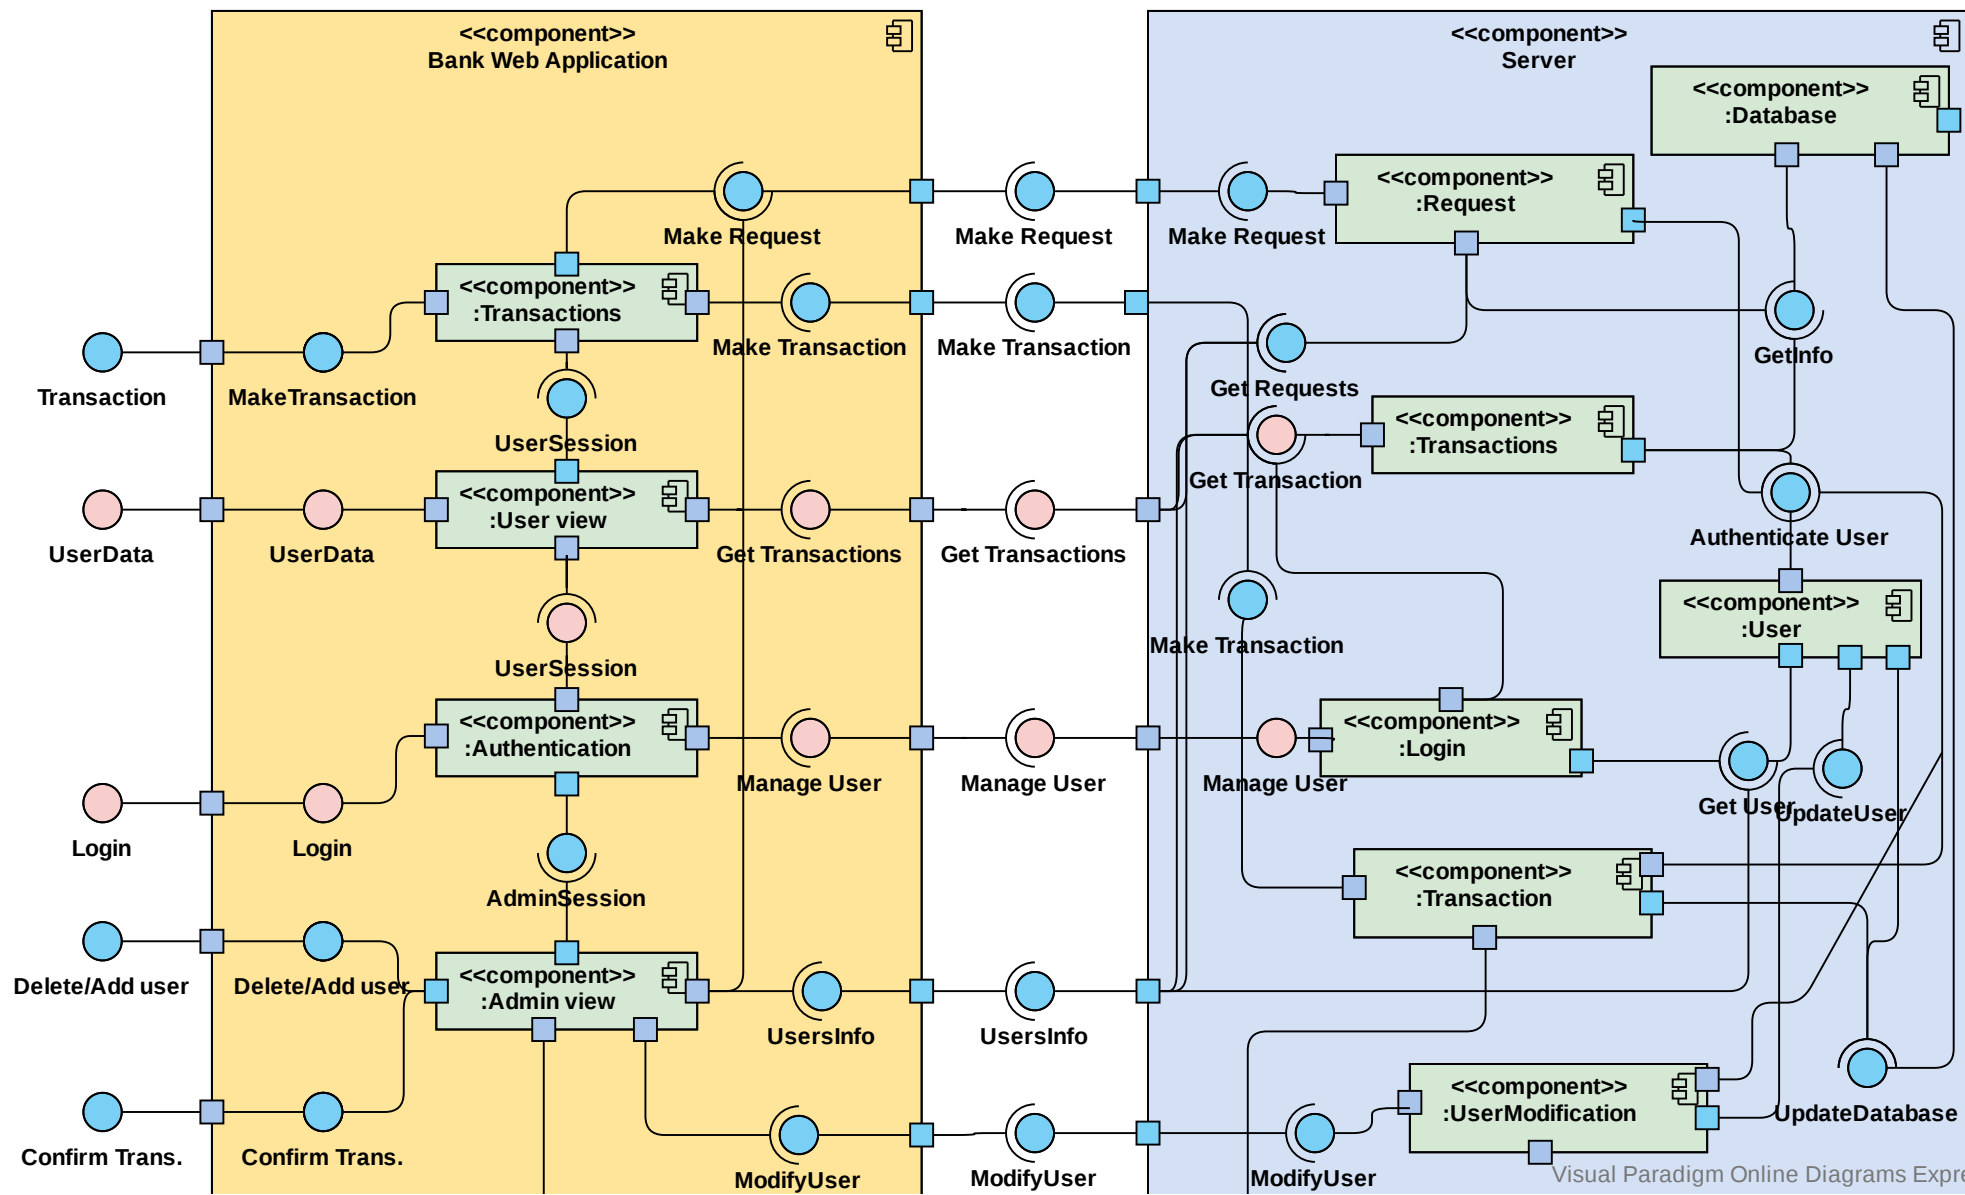 <<component>>
Bank Web Application
<<component>>
Server
<<component>>
:Database
<<component>>
:Request
Make Request
Make Request
Make Request
<<component>>
:Transactions
Make Transaction
Make Transaction
GetInfo
Transaction
MakeTransaction
Get Requests
UserSession
<<component>>
:Transactions
Get Transaction
<<component>>
:User view
UserData
UserData
Get Transactions
Get Transactions
Authenticate User
<<component>>
:User
Make Transaction
UserSession
<<component>>
:Authentication
<<component>>
:Login
Manage User
Manage User
Manage User
Get User
UpdateUser
Login
Login
AdminSession
<<component>>
:Transaction
<<component>>
:Admin view
Delete/Add user
Delete/Add user
UsersInfo
UsersInfo
<<component>>
:UserModification
UpdateDatabase
Confirm Trans.
Confirm Trans.
ModifyUser
ModifyUser
ModifyUser
Visual Paradigm Online Diagrams Expre